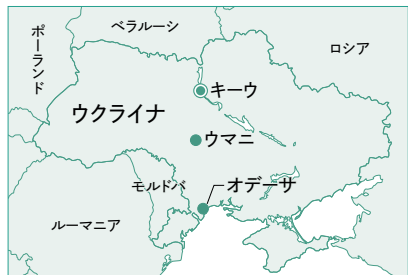 ベラルーシ
ポーランド
ロシア
キーウ
ウクライナ
ウマニ
モルドバ
オデーサ
ルーマニア